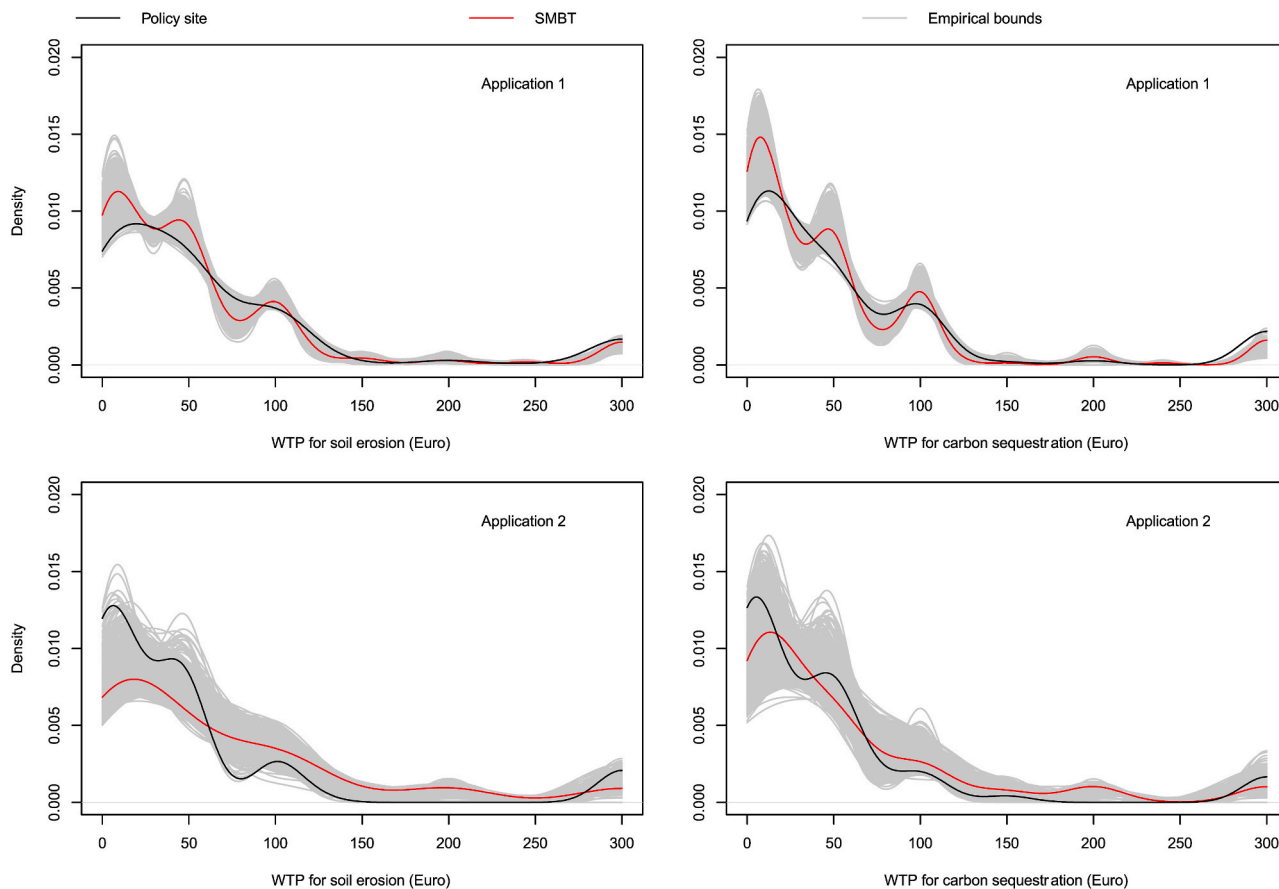 Policy site SMBT Empirical bounds
0.020 0.015 0.010 0.005 0.000
Density
Application 1
0 50 100 150 200 250 300
WTP for soil erosion (Euro)
0.020 0.015 0.010 0.005 0.000
Application 1
0 50 100 150 200 250 300
WTP for carbon sequestration (Euro)
0.020 0.015 0.010 0.005 0.000
Density
Application 2
0 50 100 150 200 250 300
WTP for soil erosion (Euro)
0.020 0.015 0.010 0.005 0.000
Application 2
0 50 100 150 200 250 300
WTP for carbon sequestration (Euro)